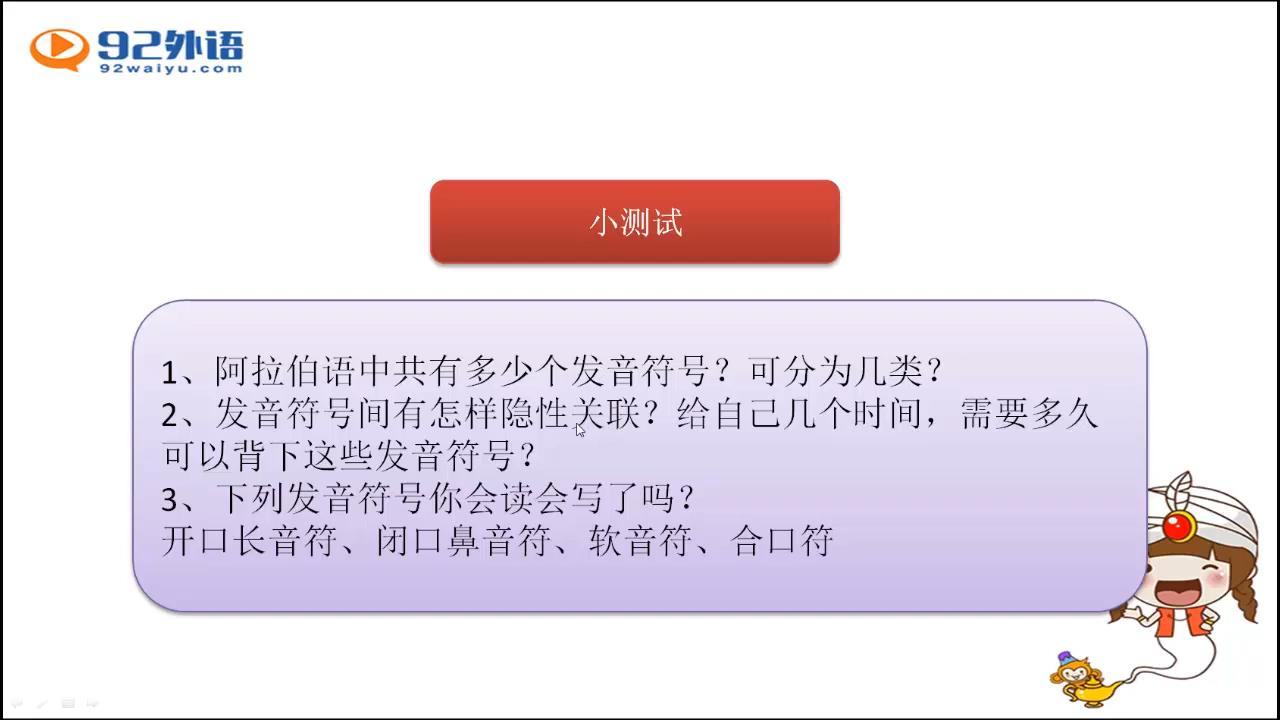 92外语
92waiyu.com
小测试
1、阿拉伯语中共有多少个发音符号？可分为几类？
2、发音符号间有怎样隐性关联？给自己几个时间，需要多久
可以背下这些发音符号？
3、下列发音符号你会读会写了吗？
开口长音符、闭口鼻音符、软音符、合口符